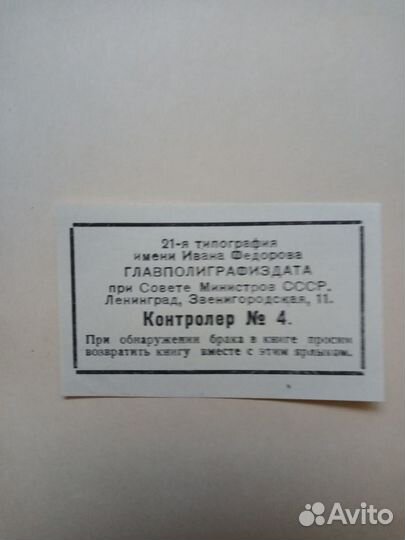 21-я типография
имени Ивана Федорова
ГЛАВПОЛИГРАФИЗДАТА
при Совете Министров СССР.
Ленинград, Звенигородская, 11.
Контролер № 4.
При обнаружении брака в книге просим
возвратить книгу вместе с этим ярлыком.
Avito